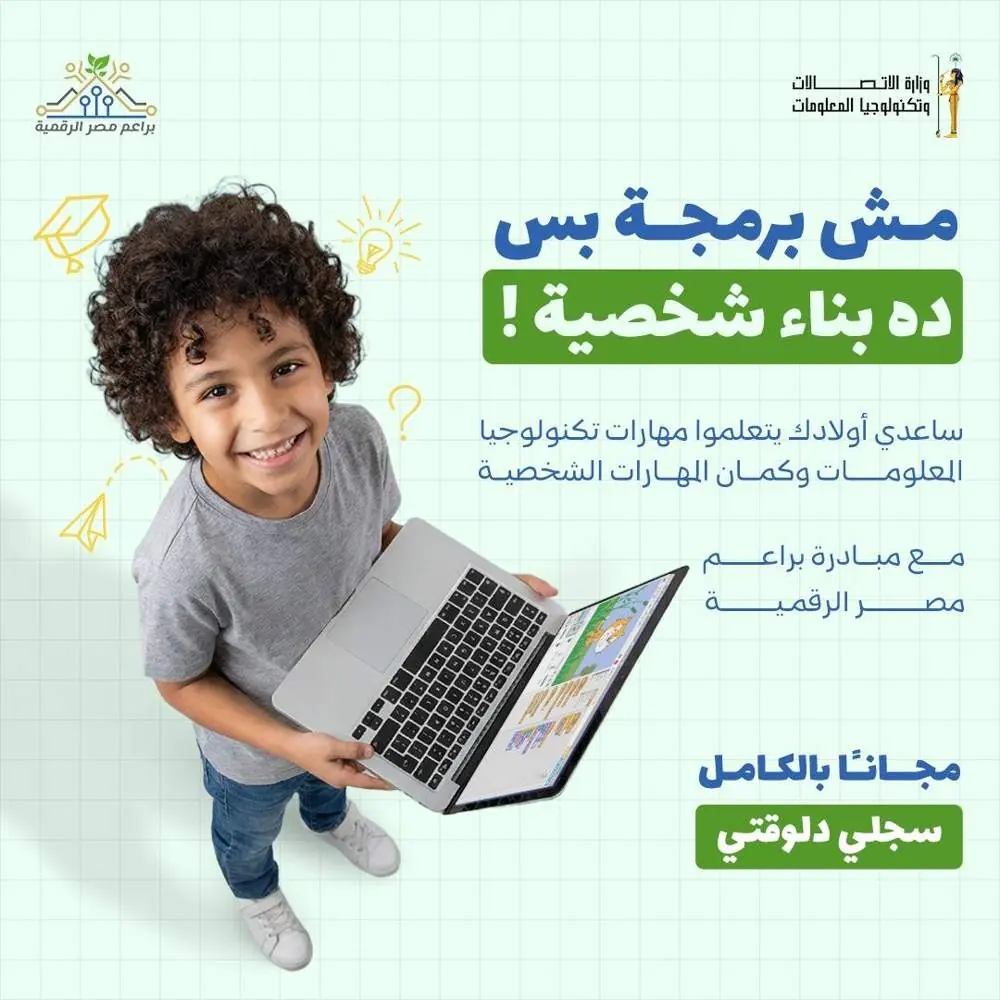 وزارة الاتصالات
وتكنولوجيا المعلومات
براعم مصر الرقمية
مش برمجة بس
ده بناء شخصية !
ساعدي أولادك يتعلموا مهارات تكنولوجيا
المعلومات وكمان المهارات الشخصية
مع مبادرة براعم
مصر الرقمية
مجانًا بالكامل
سجلي دلوقتي